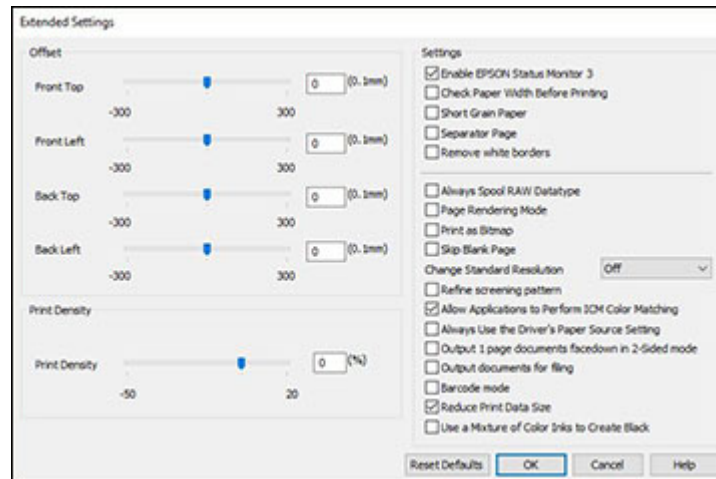 Extended Settings
Offset
Front Top
0
(0.1mm)
-300
300
Front Left
0
(0.1mm)
-300
300
Back Top
0
(0.1mm)
-300
300
Back Left
0
(0.1mm)
-300
300
Print Density
Print Density
0
(%)
-50
20
Settings
Enable EPSON Status Monitor 3
Check Paper Width Before Printing
Short Grain Paper
Separator Page
Remove white borders
Always Spool RAW Datatype
Page Rendering Mode
Print as Bitmap
Skip Blank Page
Change Standard Resolution
Off
Refine screening pattern
Allow Applications to Perform ICM Color Matching
Always Use the Driver's Paper Source Setting
Output 1 page documents facedown in 2-Sided mode
Output documents for filing
Barcode mode
Reduce Print Data Size
Use a Mixture of Color Inks to Create Black
Reset Defaults
OK
Cancel
Help